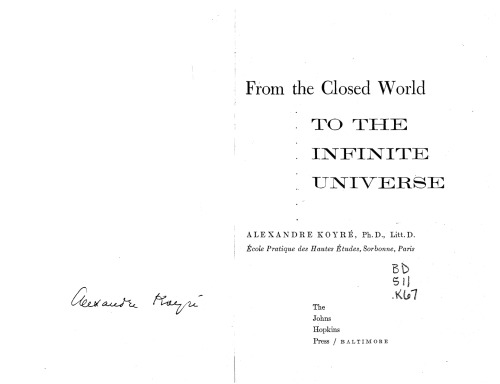 From the Closed World
TO THE
INFINITE
UNIVERSE
ALEXANDRE KOYRÉ, Ph.D., Litt.D.
École Pratique des Hautes Études, Sorbonne, Paris
BD
511
.K67
Alexandre Koyré
The
Johns
Hopkins
Press / BALTIMORE